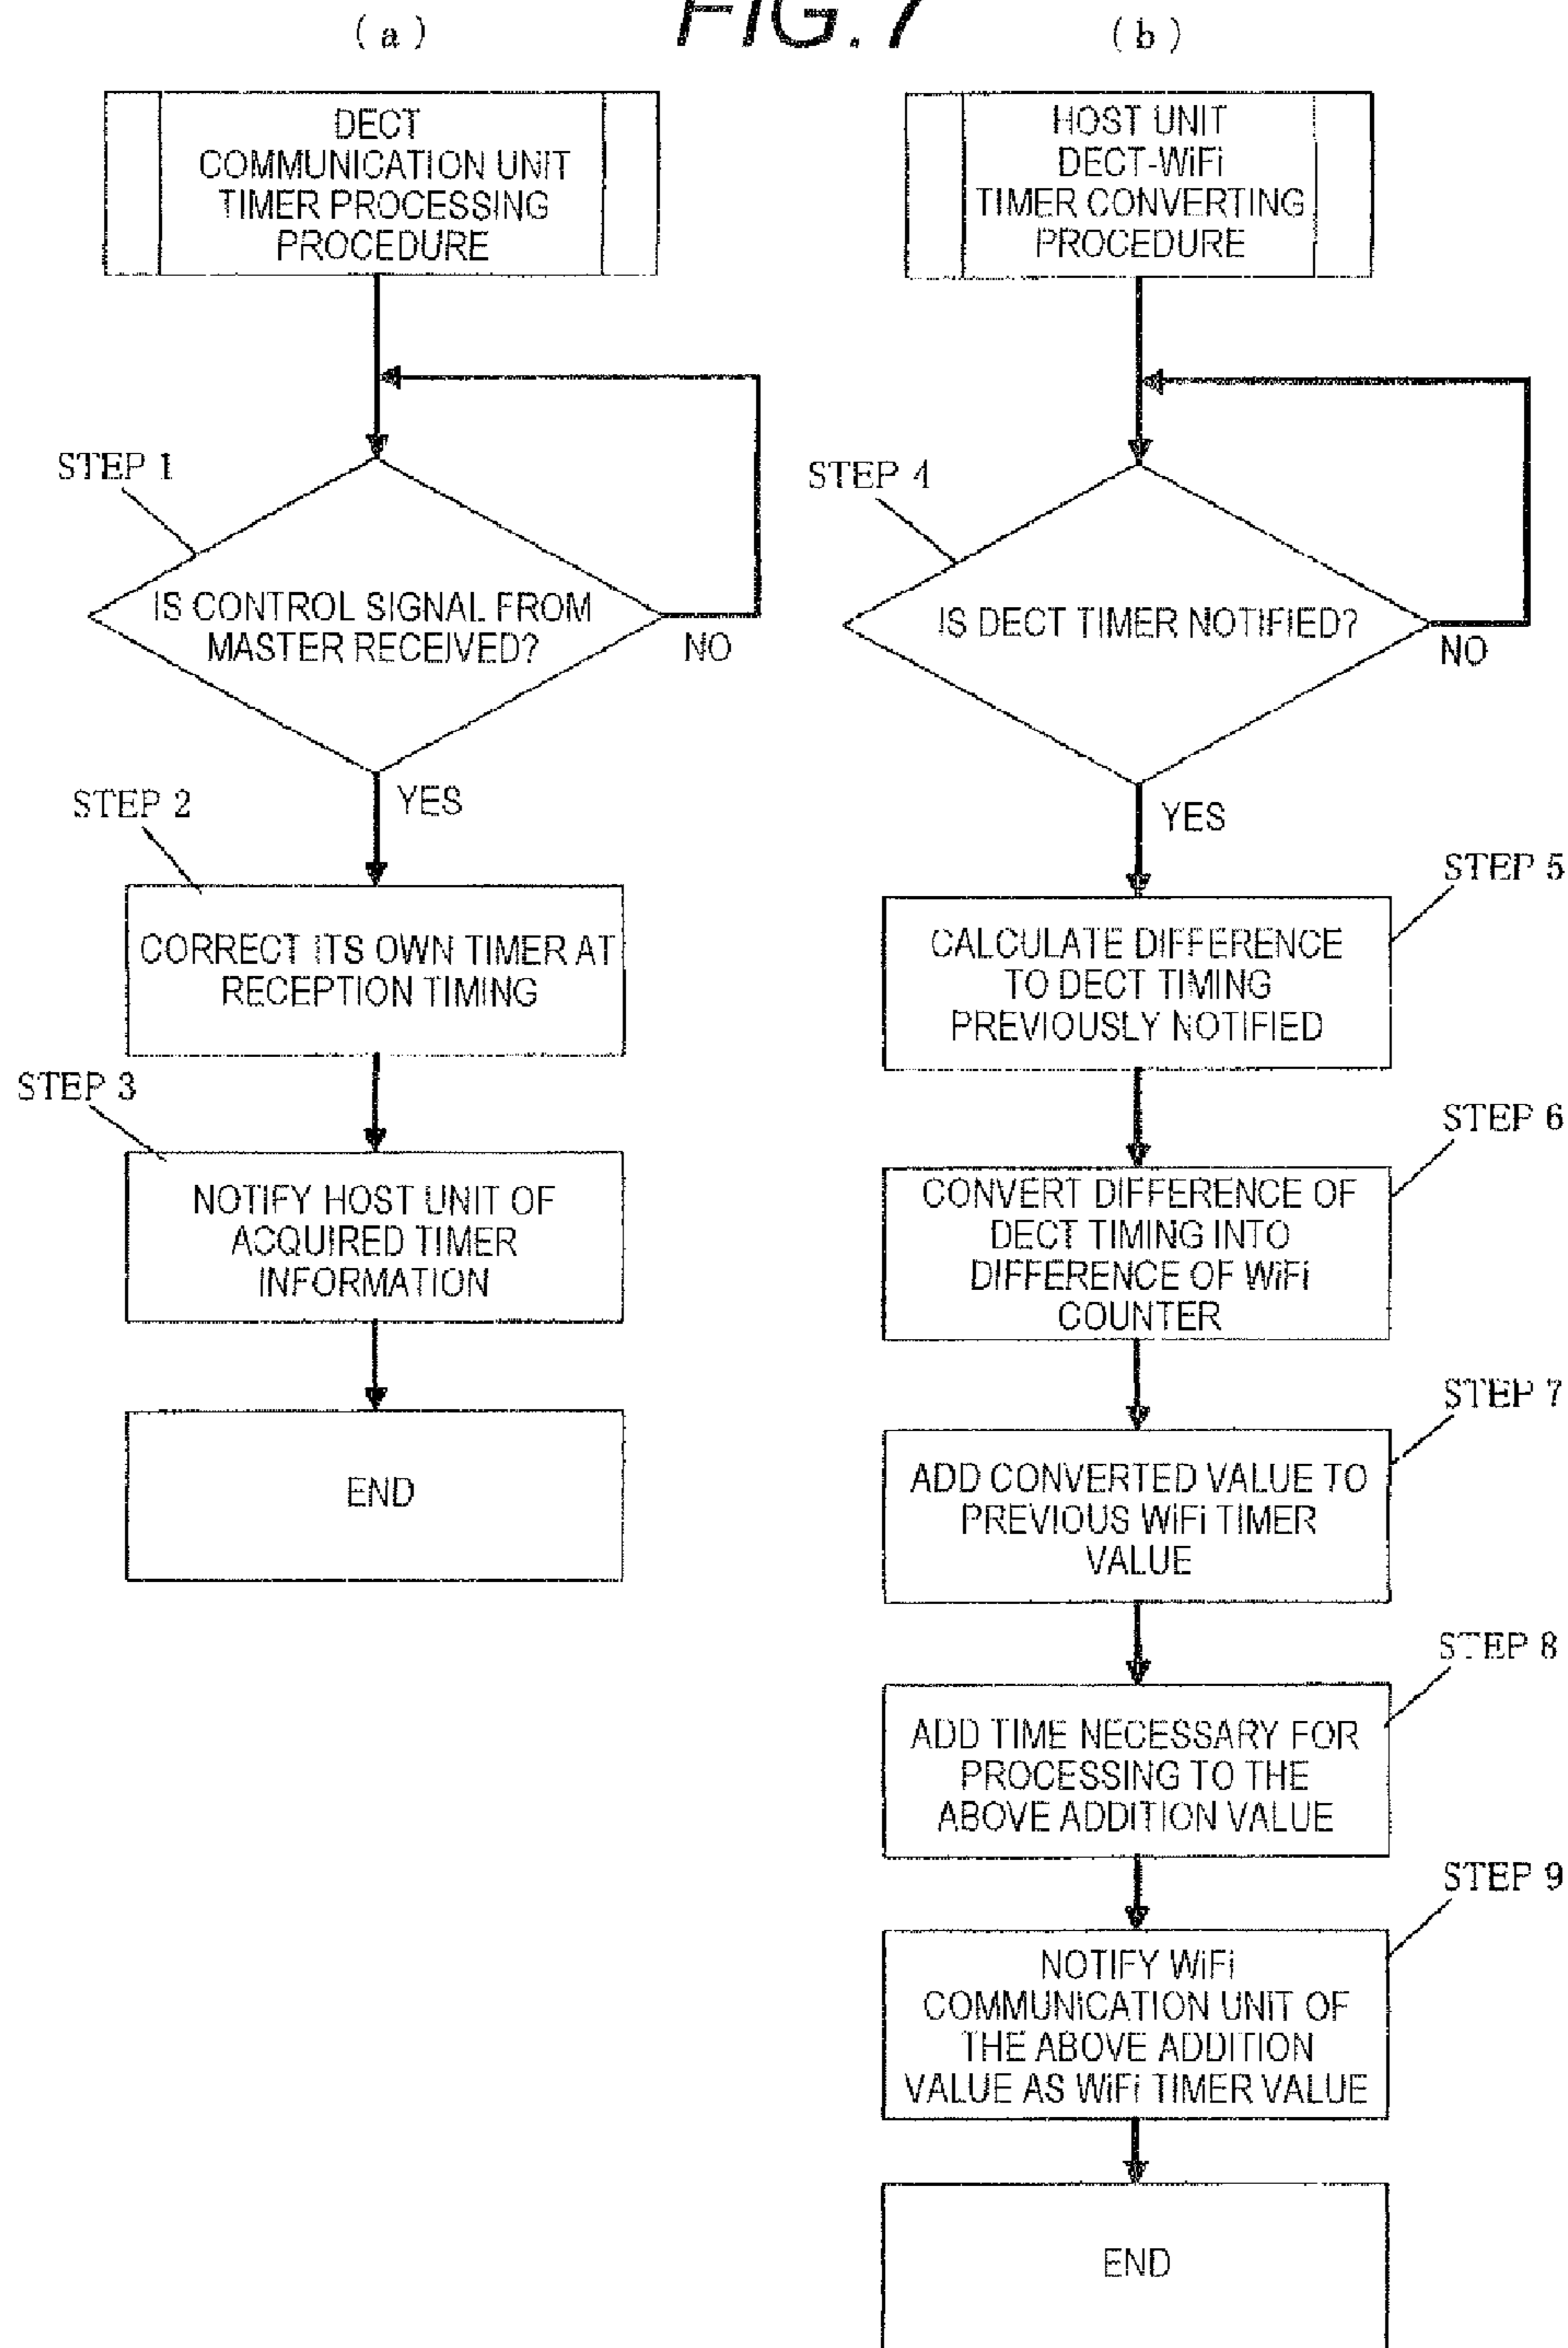 FIG. 7
(a)
DECT
COMMUNICATION UNIT
TIMER PROCESSING
PROCEDURE
STEP 1
IS CONTROL SIGNAL FROM
MASTER RECEIVED?
NO
YES
STEP 2
CORRECT ITS OWN TIMER AT
RECEPTION TIMING
STEP 3
NOTIFY HOST UNIT OF
ACQUIRED TIMER
INFORMATION
END
(b)
HOST UNIT
DECT-WiFi
TIMER CONVERTING
PROCEDURE
STEP 4
IS DECT TIMER NOTIFIED?
NO
YES
STEP 5
CALCULATE DIFFERENCE
TO DECT TIMING
PREVIOUSLY NOTIFIED
STEP 6
CONVERT DIFFERENCE OF
DECT TIMING INTO
DIFFERENCE OF WiFi
COUNTER
STEP 7
ADD CONVERTED VALUE TO
PREVIOUS WiFi TIMER
VALUE
STEP 8
ADD TIME NECESSARY FOR
PROCESSING TO THE
ABOVE ADDITION VALUE
STEP 9
NOTIFY WiFi
COMMUNICATION UNIT OF
THE ABOVE ADDITION
VALUE AS WiFi TIMER VALUE
END